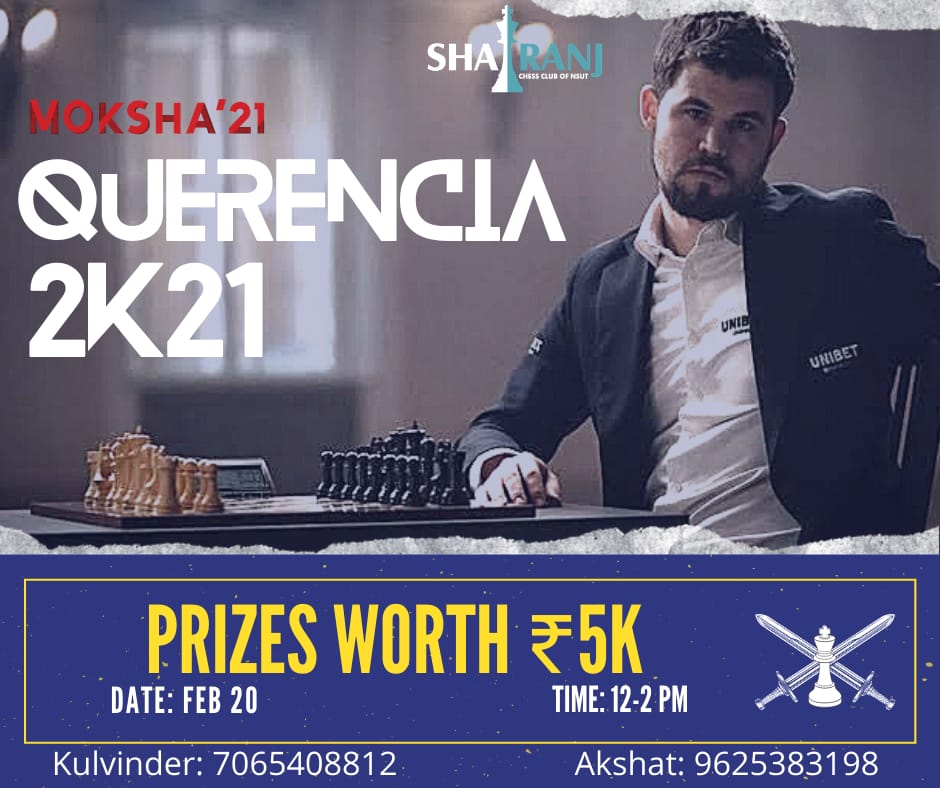 SHATRANJ
CHESS CLUB OF NSUT
MOKSHA'21
QUERENCIA
2K21
UNIBET
UNIBET
PRIZES WORTH ₹5K
DATE: FEB 20
TIME: 12-2 PM
Kulvinder: 7065408812
Akshat: 9625383198